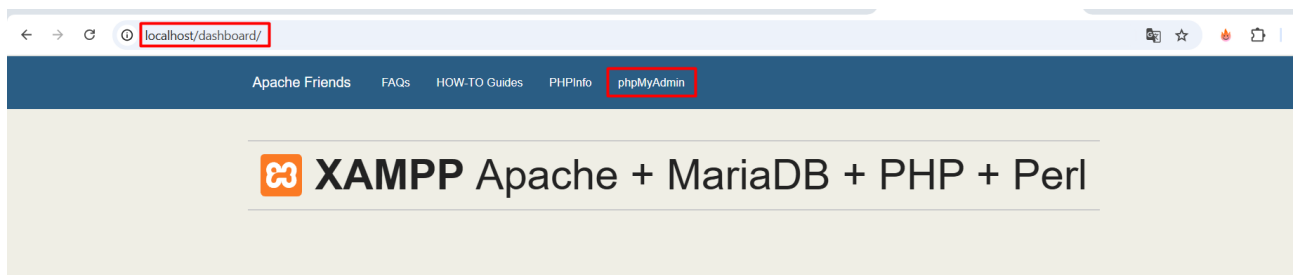 localhost/dashboard/
Apache Friends FAQs HOW-TO Guides PHPInfo phpMyAdmin
XAMPP Apache + MariaDB + PHP + Perl